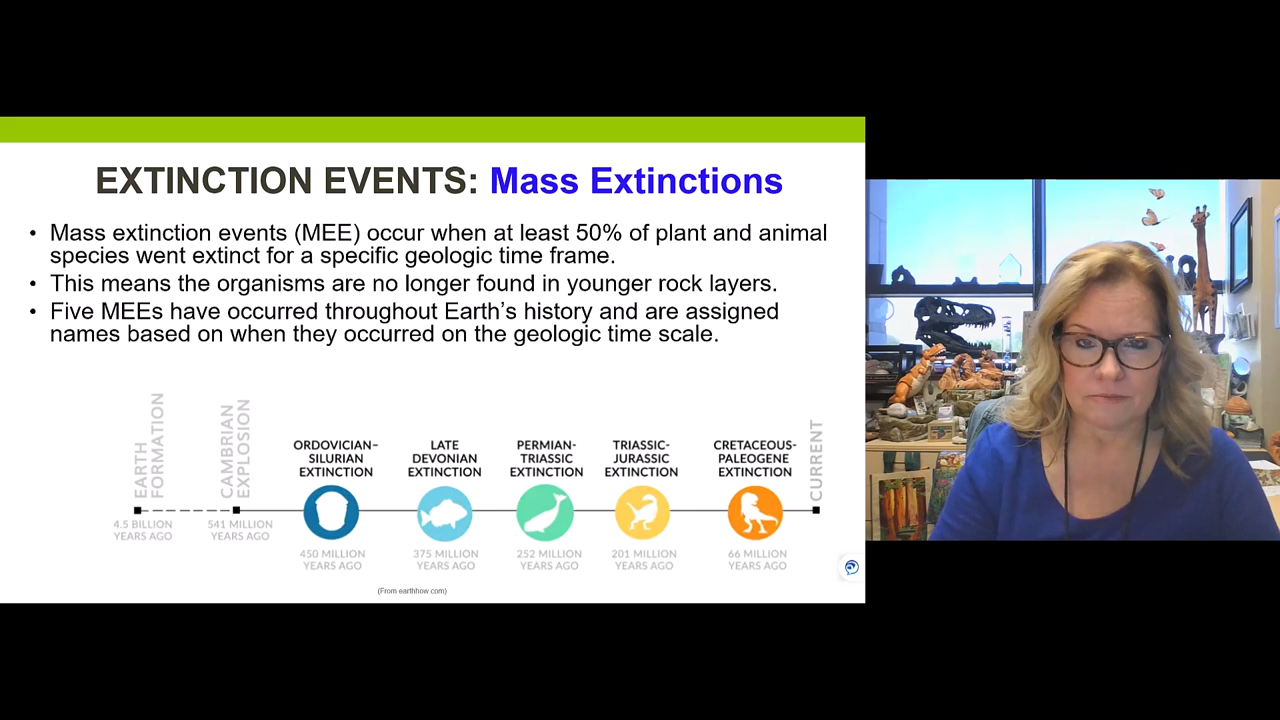 EXTINCTION EVENTS: Mass Extinctions
• Mass extinction events (MEE) occur when at least 50% of plant and animal
species went extinct for a specific geologic time frame.
• This means the organisms are no longer found in younger rock layers.
• Five MEEs have occurred throughout Earth's history and are assigned
names based on when they occurred on the geologic time scale.
EARTH
FORMATION
4.5 BILLION
YEARS AGO
CAMBRIAN
EXPLOSION
541 MILLION
YEARS AGO
ORDOVICIAN–
SILURIAN
EXTINCTION
450 MILLION
YEARS AGO
LATE
DEVONIAN
EXTINCTION
375 MILLION
YEARS AGO
PERMIAN-
TRIASSIC
EXTINCTION
252 MILLION
YEARS AGO
TRIASSIC-
JURASSIC
EXTINCTION
201 MILLION
YEARS AGO
CRETACEOUS-
PALEOGENE
EXTINCTION
66 MILLION
YEARS AGO
CURRENT
(From earthhow.com)